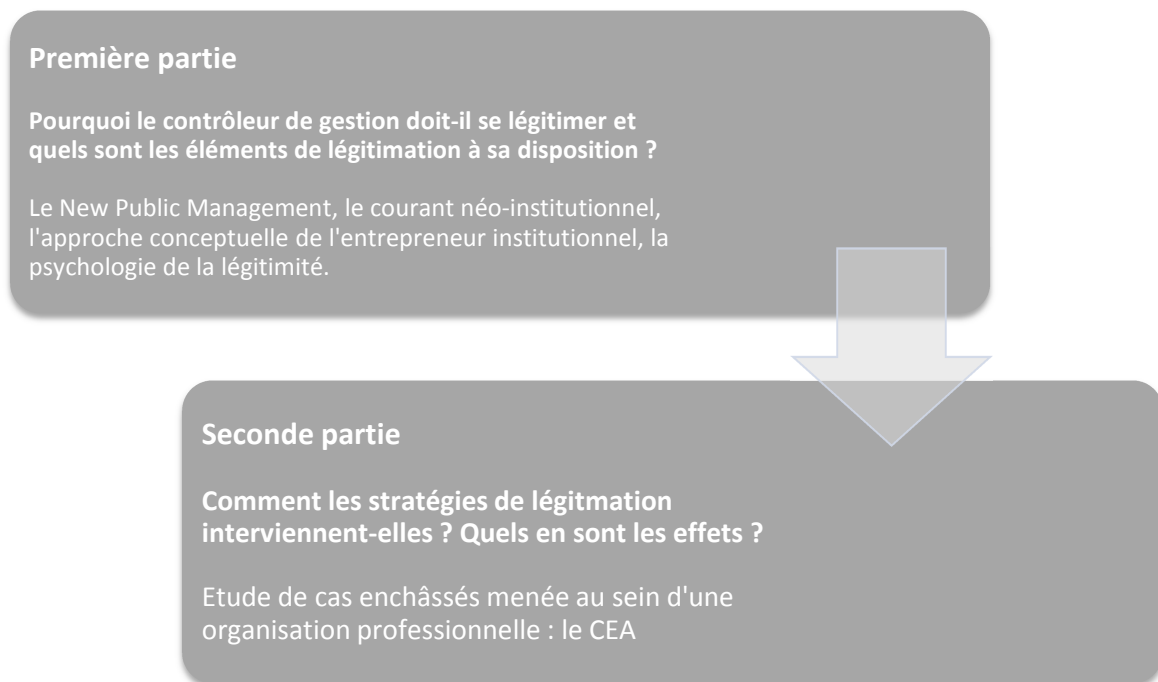 Première partie
Pourquoi le contrôleur de gestion doit-il se légitimer et
quels sont les éléments de légitimation à sa disposition ?
Le New Public Management, le courant néo-institutionnel,
l'approche conceptuelle de l'entrepreneur institutionnel, la
psychologie de la légitimité.
Seconde partie
Comment les stratégies de légitmation
interviennent-elles ? Quels en sont les effets ?
Etude de cas enchâssés menée au sein d'une
organisation professionnelle : le CEA